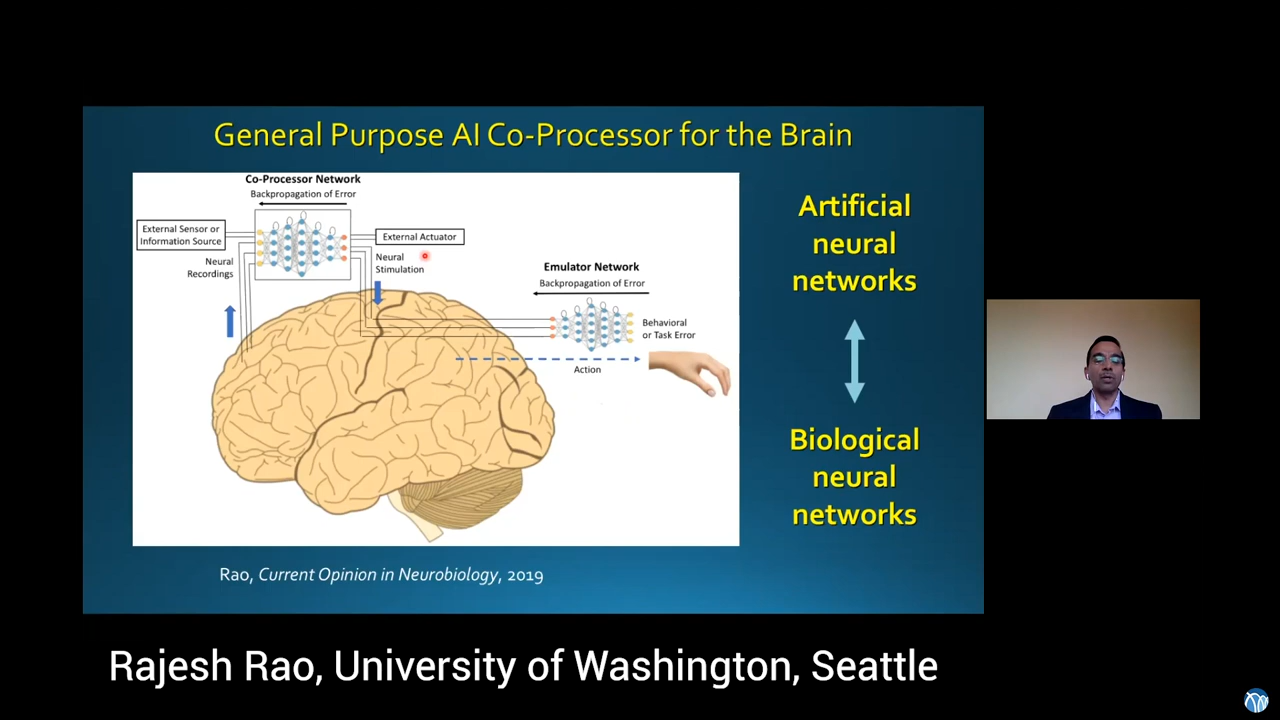 General Purpose AI Co-Processor for the Brain
Co-Processor Network
Backpropagation of Error
External Sensor or
Information Source
External Actuator
Neural
Recordings
Neural
Stimulation
Emulator Network
Backpropagation of Error
Behavioral
or Task Error
Action
Artificial
neural
networks
Biological
neural
networks
Rao, Current Opinion in Neurobiology, 2019
Rajesh Rao, University of Washington, Seattle